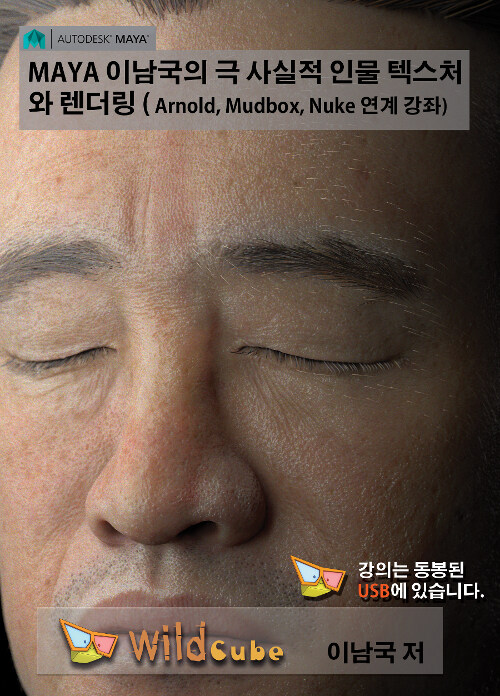 AUTODESK® MAYA®
MAYA 이남국의 극 사실적 인물 텍스처
와 렌더링 ( Arnold, Mudbox, Nuke 연계 강좌)
강의는 동봉된
USB에 있습니다.
Wildcube
이남국 저